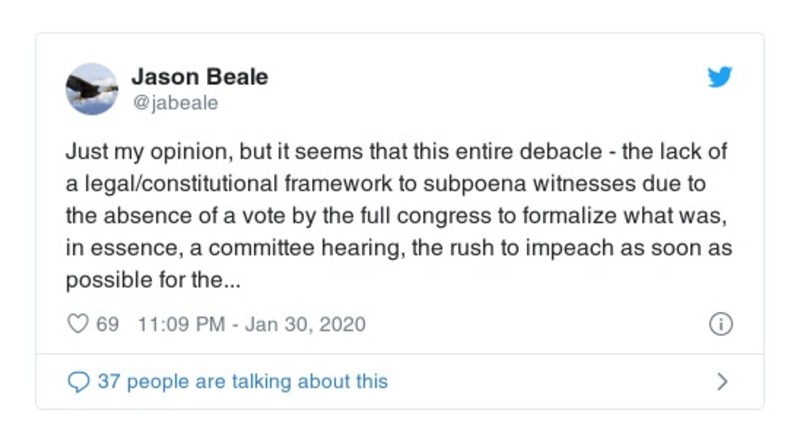 Jason Beale
@jabeale
Just my opinion, but it seems that this entire debacle - the lack of
a legal/constitutional framework to subpoena witnesses due to
the absence of a vote by the full congress to formalize what was,
in essence, a committee hearing, the rush to impeach as soon as
possible for the...
69 11:09 PM - Jan 30, 2020
37 people are talking about this